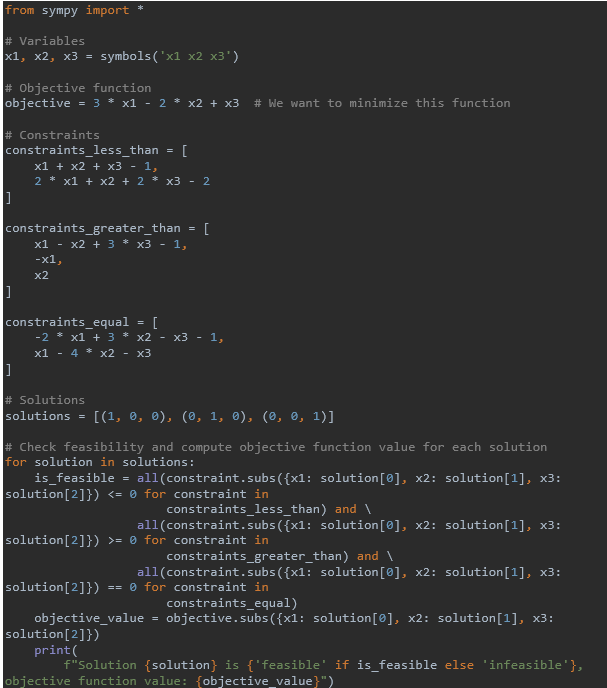 from sympy import *
# Variables
x1, x2, x3 = symbols('x1 x2 x3')
# Objective function
objective = 3 * x1 - 2 * x2 + x3  # We want to minimize this function
# Constraints
constraints_less_than = [
    x1 + x2 + x3 - 1,
    2 * x1 + x2 + 2 * x3 - 2
]
constraints_greater_than = [
    x1 - x2 + 3 * x3 - 1,
    -x1,
    x2
]
constraints_equal = [
    -2 * x1 + 3 * x2 - x3 - 1,
    x1 - 4 * x2 - x3
]
# Solutions
solutions = [(1, 0, 0), (0, 1, 0), (0, 0, 1)]
# Check feasibility and compute objective function value for each solution
for solution in solutions:
    is_feasible = all(constraint.subs({x1: solution[0], x2: solution[1], x3:
solution[2]}) <= 0 for constraint in
                      constraints_less_than) and \
                  all(constraint.subs({x1: solution[0], x2: solution[1], x3:
solution[2]}) >= 0 for constraint in
                      constraints_greater_than) and \
                  all(constraint.subs({x1: solution[0], x2: solution[1], x3:
solution[2]}) == 0 for constraint in
                      constraints_equal)
    objective_value = objective.subs({x1: solution[0], x2: solution[1], x3:
solution[2]})
    print(
        f"Solution {solution} is {'feasible' if is_feasible else 'infeasible'},
objective function value: {objective_value}")